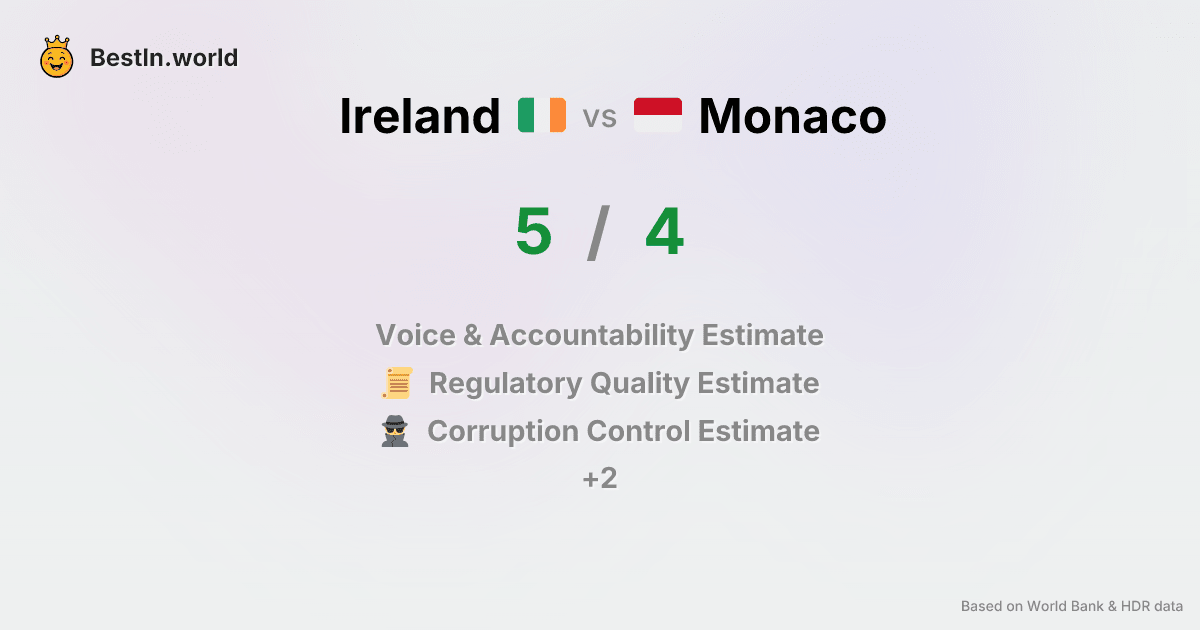 BestIn.world
Ireland vs Monaco
5 / 4
Voice & Accountability Estimate
Regulatory Quality Estimate
Corruption Control Estimate
+2
Based on World Bank & HDR data